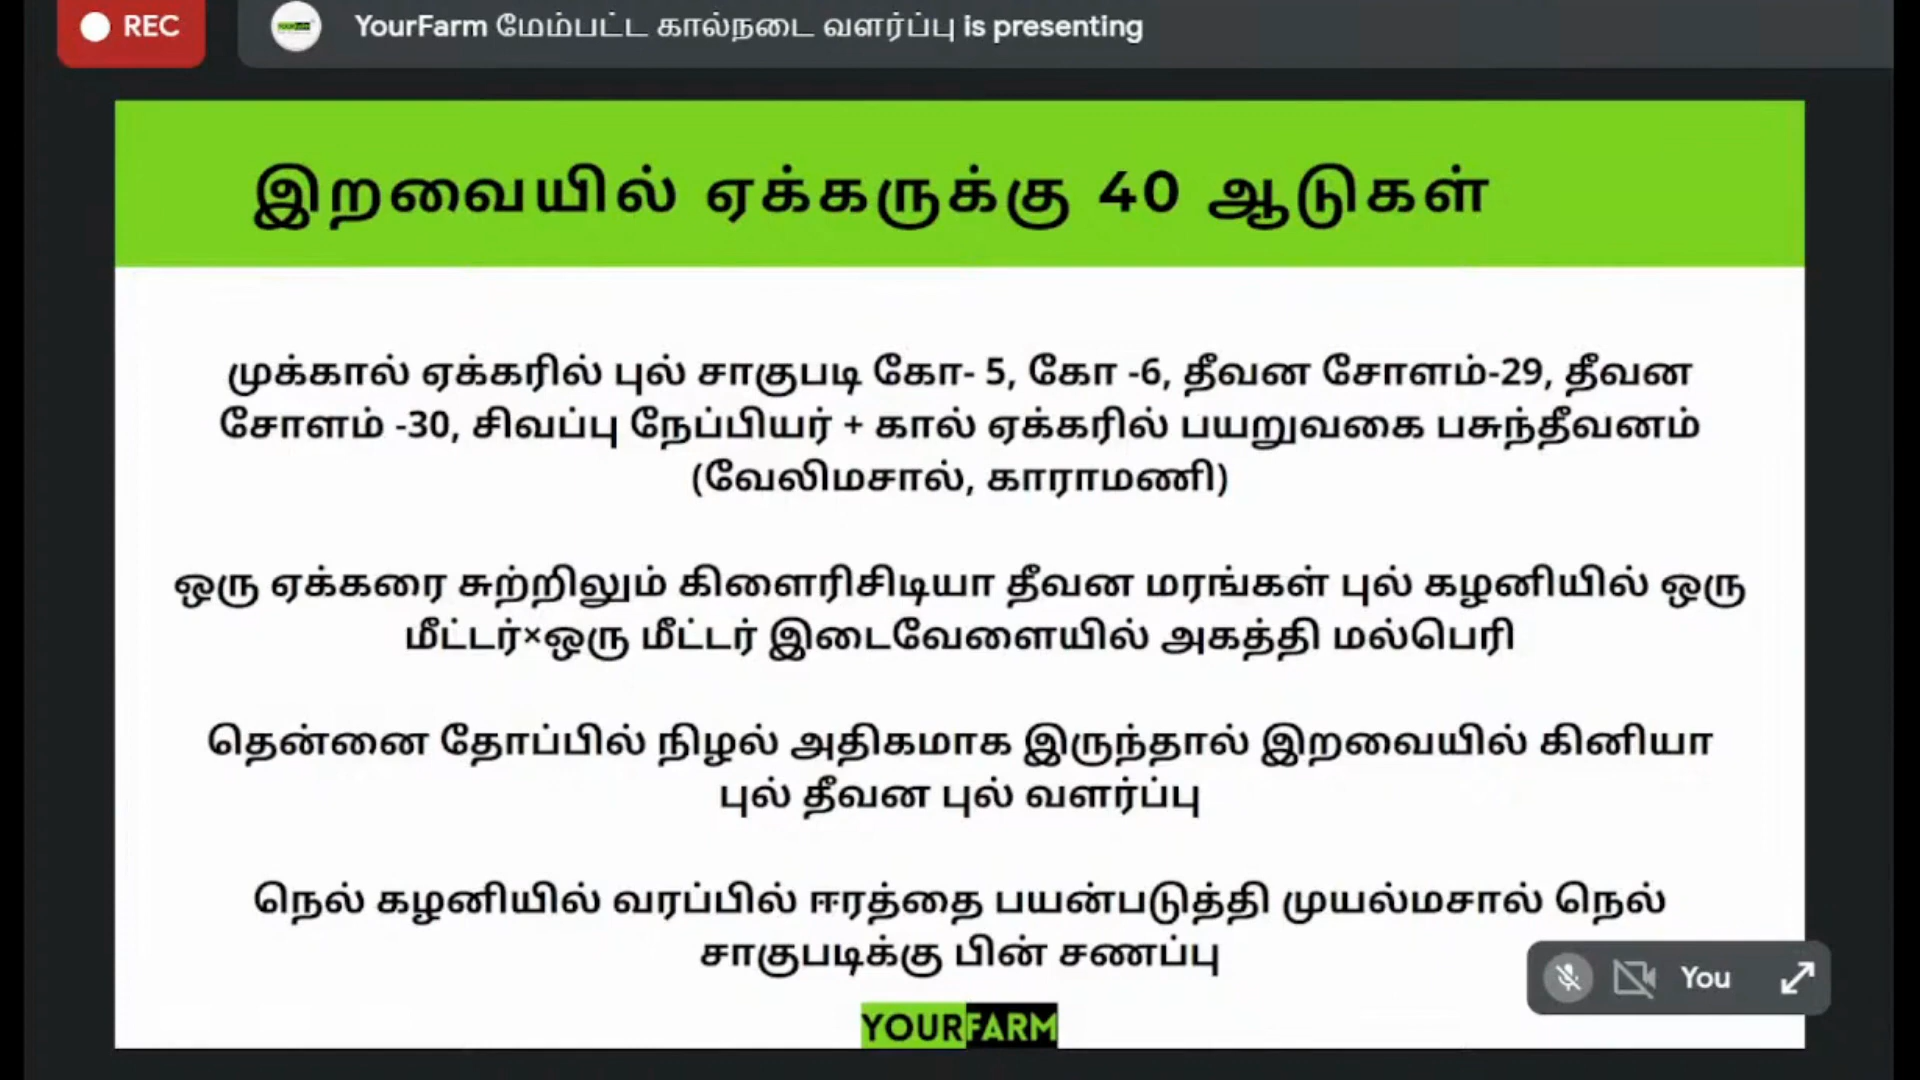 REC
YourFarm மேம்பட்ட கால்நடை வளர்ப்பு is presenting
இறவையில் ஏக்கருக்கு 40 ஆடுகள்
முக்கால் ஏக்கரில் புல் சாகுபடி கோ- 5, கோ -6, தீவன சோளம்-29, தீவன
சோளம் -30, சிவப்பு நேப்பியர் + கால் ஏக்கரில் பயறுவகை பசுந்தீவனம்
(வேலிமசால், காராமணி)
ஒரு ஏக்கரை சுற்றிலும் கிளைரிசிடியா தீவன மரங்கள் புல் கழனியில் ஒரு
மீட்டர்×ஒரு மீட்டர் இடைவேளையில் அகத்தி மல்பெரி
தென்னை தோப்பில் நிழல் அதிகமாக இருந்தால் இறவையில் கினியா
புல் தீவன புல் வளர்ப்பு
நெல் கழனியில் வரப்பில் ஈரத்தை பயன்படுத்தி முயல்மசால் நெல்
சாகுபடிக்கு பின் சணப்பு
You
YOURFARM